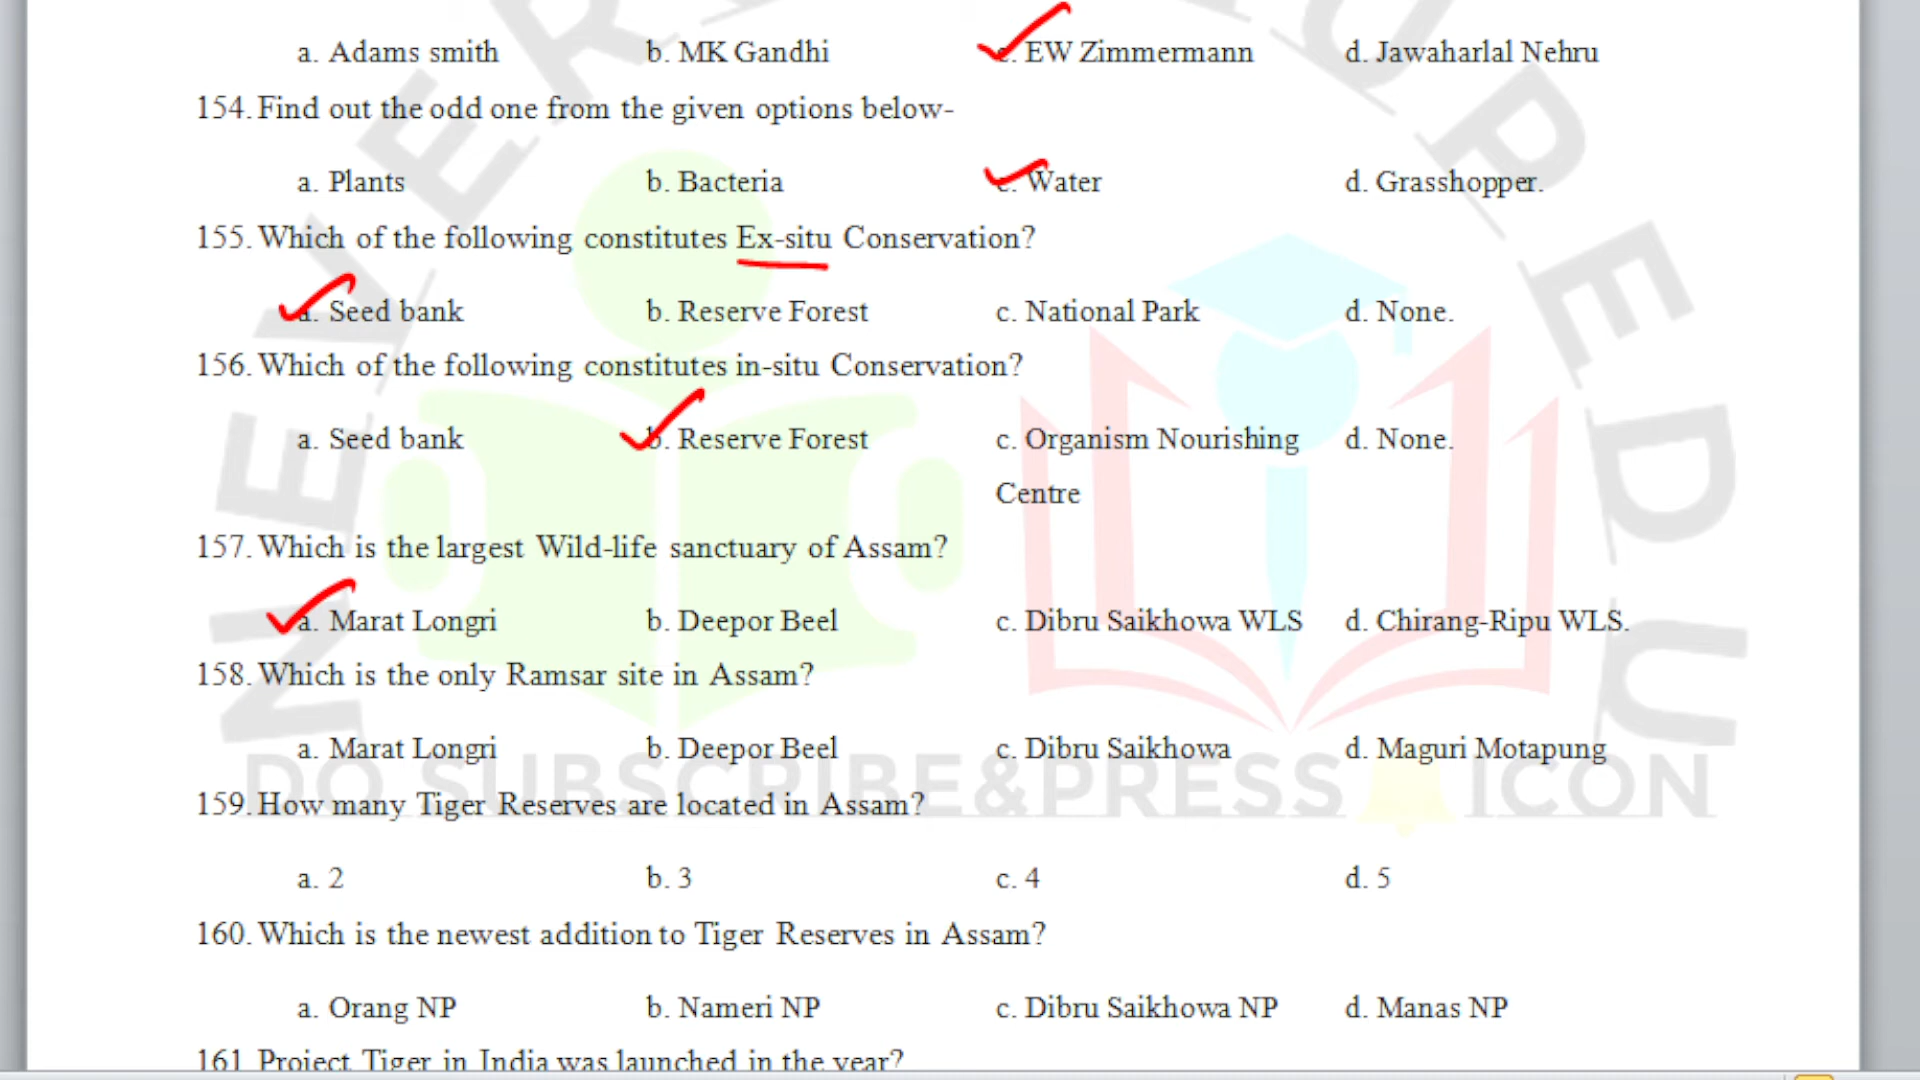 a. Adams smith b. MK Gandhi c. EW Zimmermann d. Jawaharlal Nehru
154. Find out the odd one from the given options below-
a. Plants b. Bacteria c. Water d. Grasshopper.
155. Which of the following constitutes Ex-situ Conservation?
a. Seed bank b. Reserve Forest c. National Park d. None.
156. Which of the following constitutes in-situ Conservation?
a. Seed bank b. Reserve Forest c. Organism Nourishing d. None.
Centre
157. Which is the largest Wild-life sanctuary of Assam?
a. Marat Longri b. Deepor Beel c. Dibru Saikhowa WLS d. Chirang-Ripu WLS.
158. Which is the only Ramsar site in Assam?
a. Marat Longri b. Deepor Beel c. Dibru Saikhowa d. Maguri Motapung
DO SUBSCRIBE&PRESS ICON
159. How many Tiger Reserves are located in Assam?
a. 2 b. 3 c. 4 d. 5
160. Which is the newest addition to Tiger Reserves in Assam?
a. Orang NP b. Nameri NP c. Dibru Saikhowa NP d. Manas NP
161 Project Tiger in India was launched in the year?